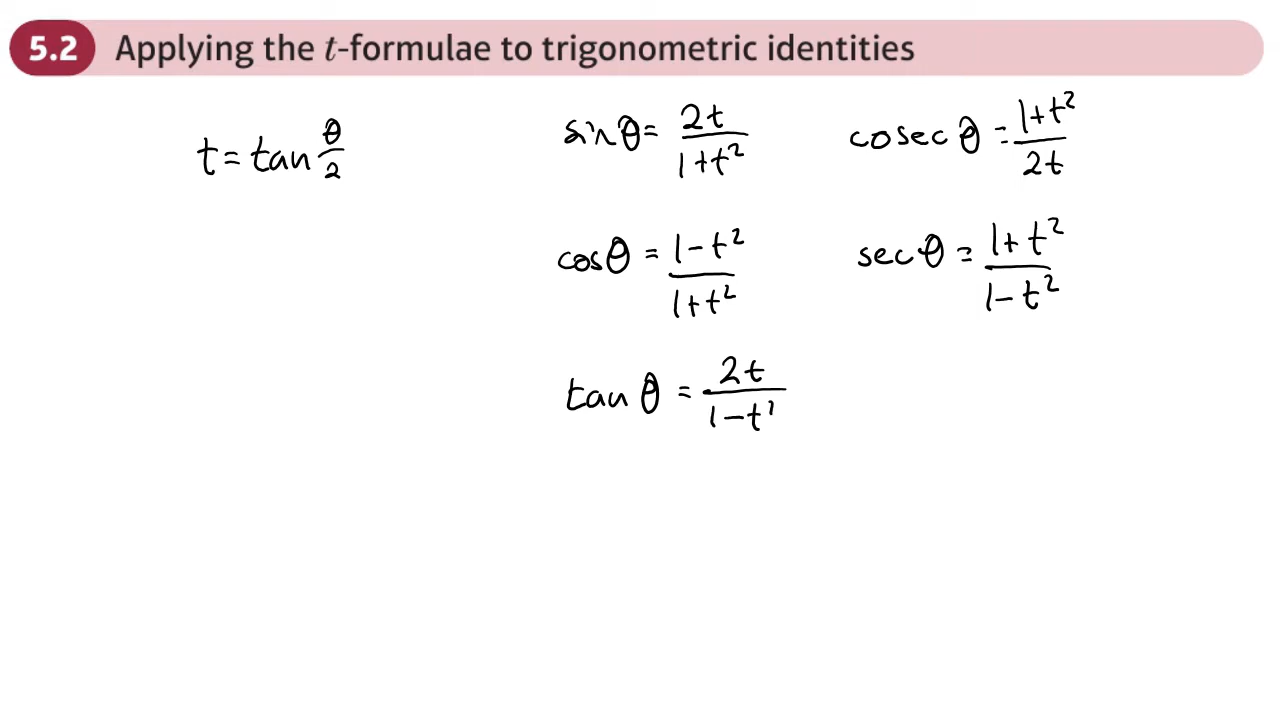 5.2 Applying the t-formulae to trigonometric identities
t = tan θ/2
sin θ = 2t/1+t²
cosec θ = 1+t²/2t
cos θ = 1-t²/1+t²
sec θ = 1+t²/1-t²
tan θ = 2t/1-t²